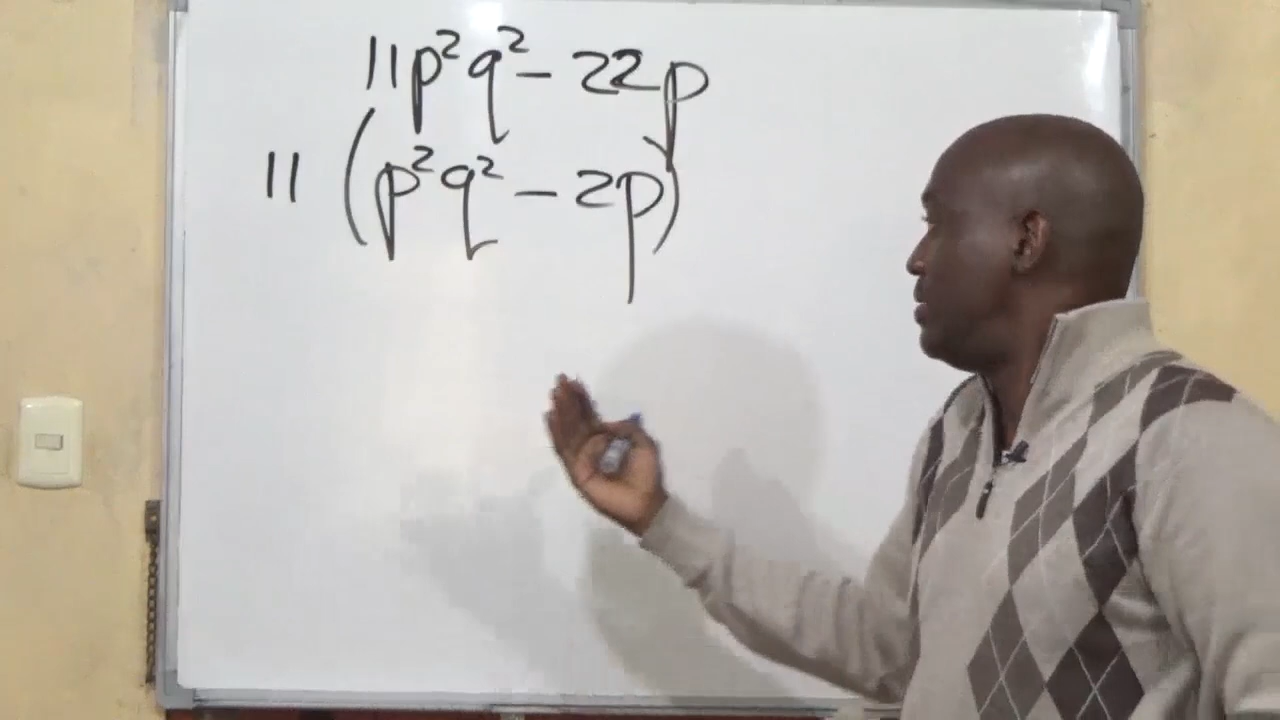 11p²q² − 22p
11 (p²q² − 2p)